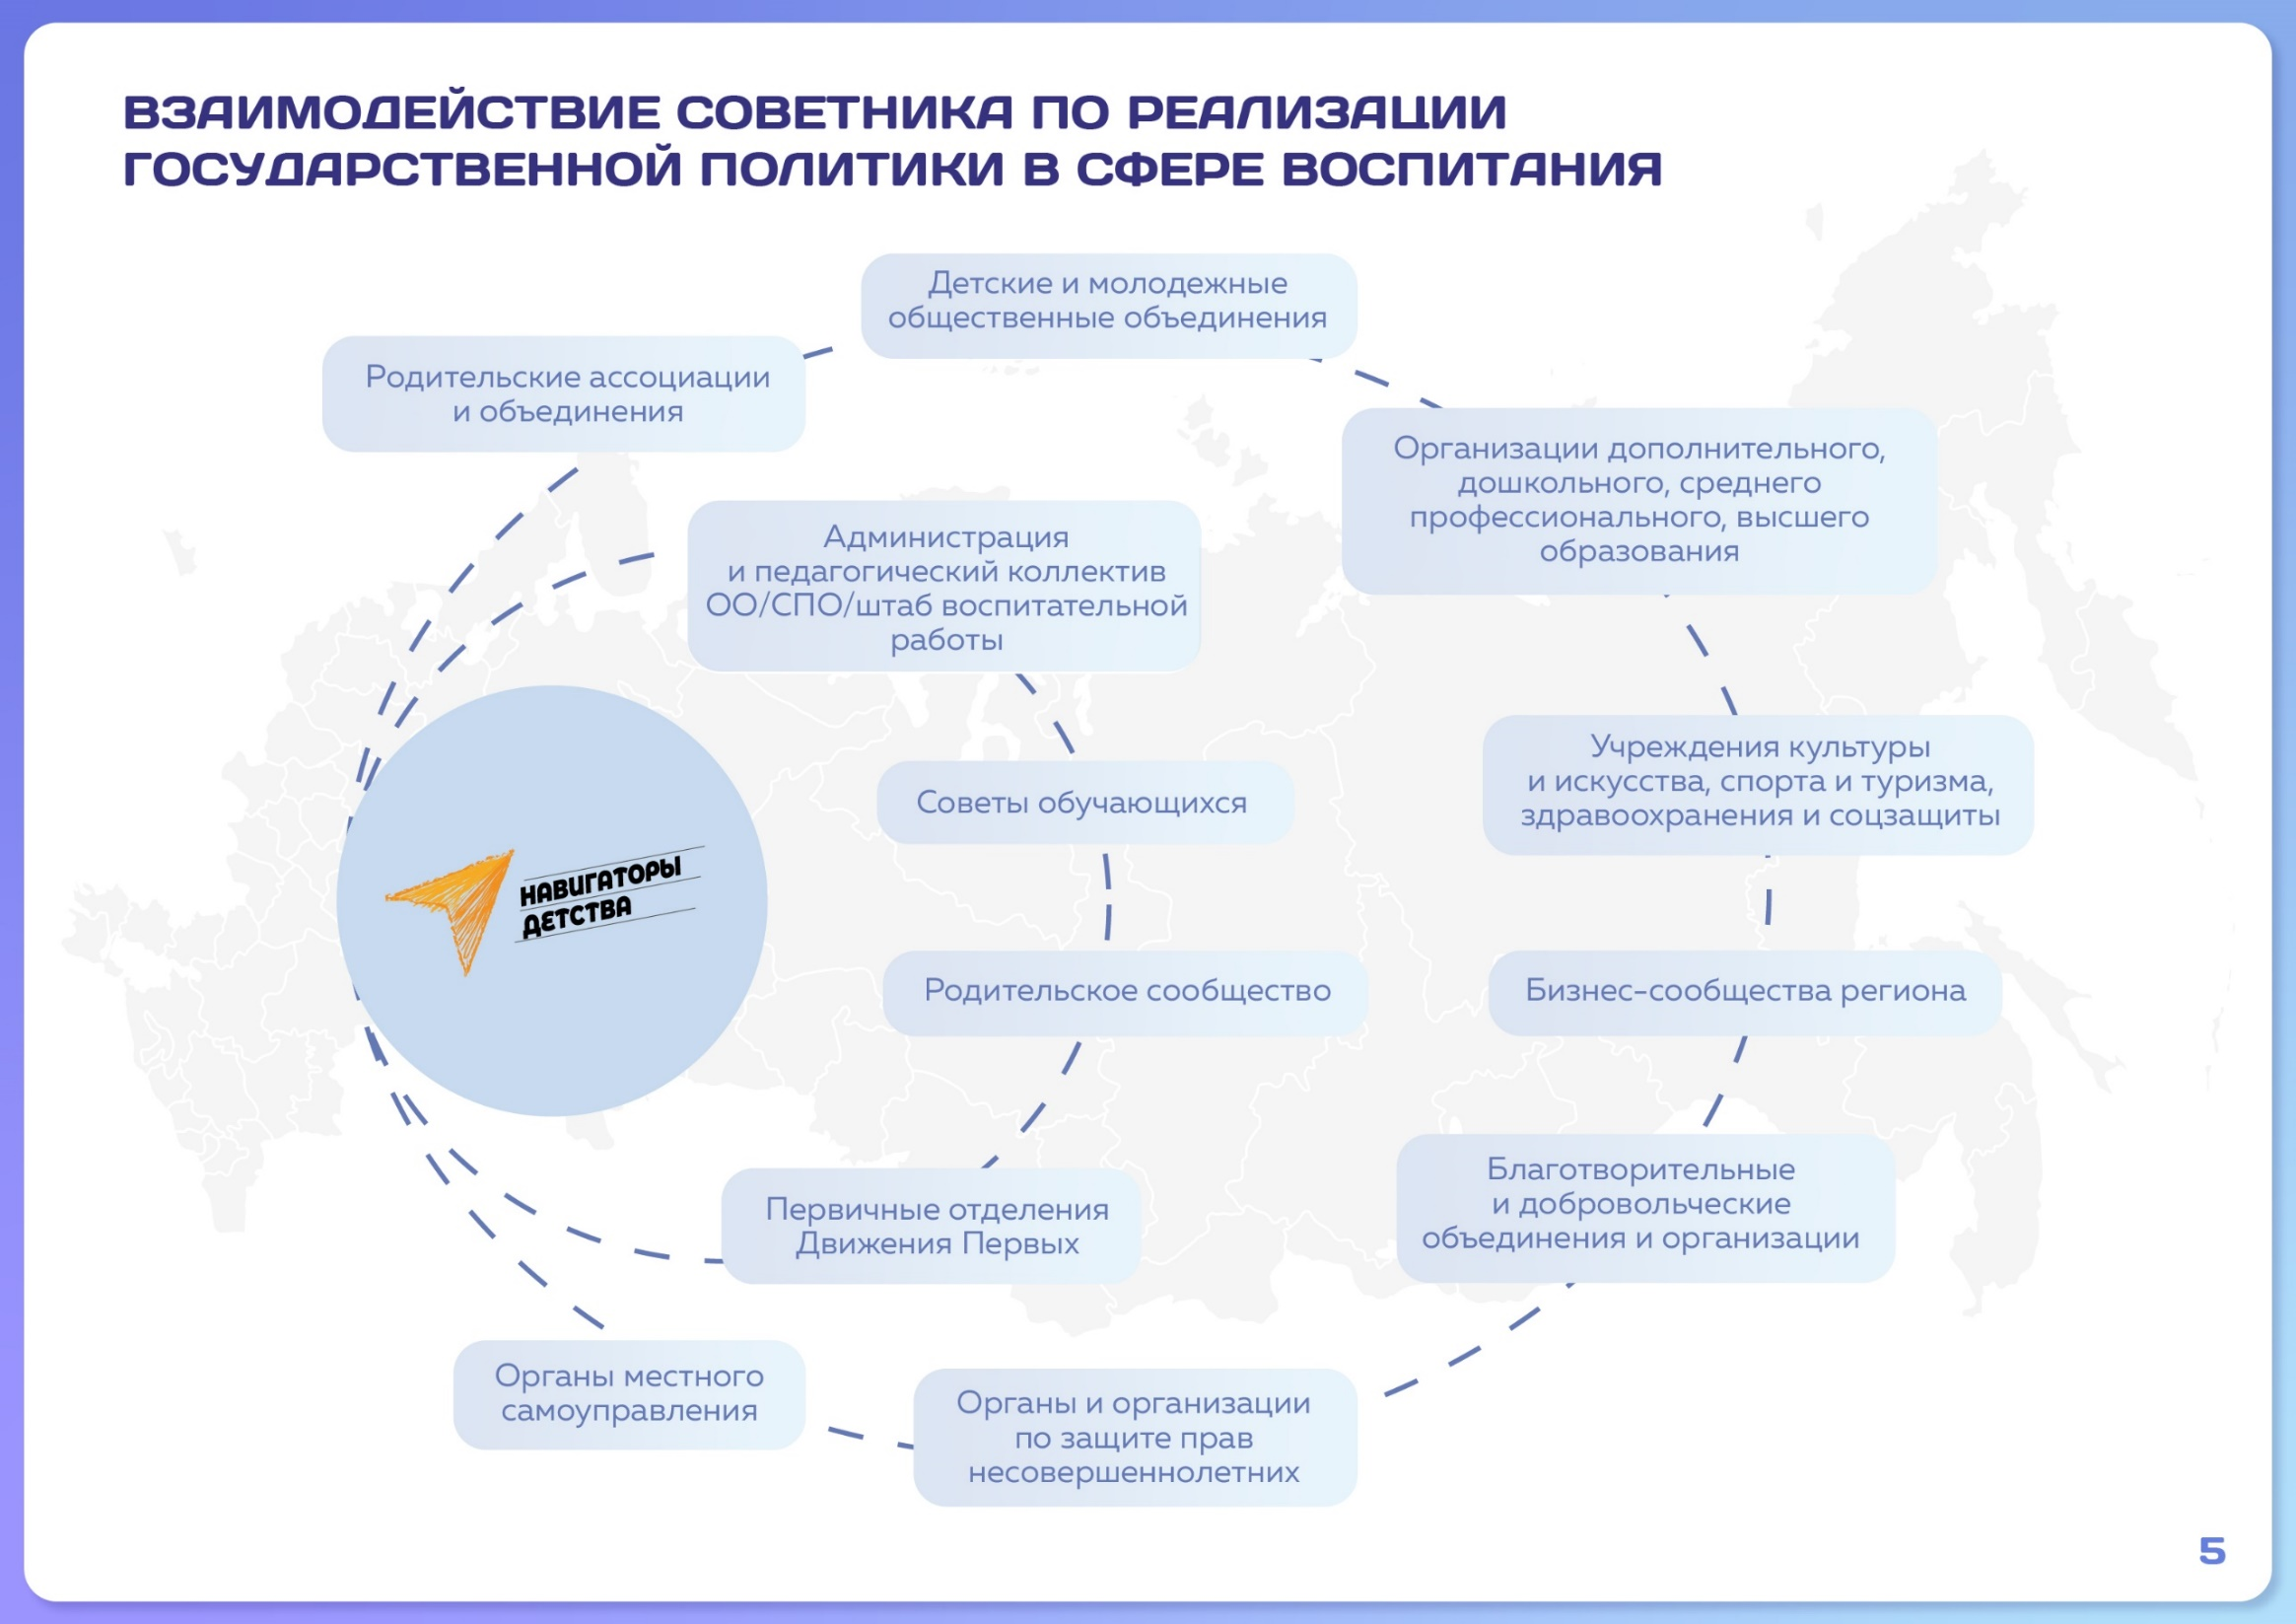 ВЗАИМОДЕЙСТВИЕ СОВЕТНИКА ПО РЕАЛИЗАЦИИ
ГОСУДАРСТВЕННОЙ ПОЛИТИКИ В СФЕРЕ ВОСПИТАНИЯ
Детские и молодежные
общественные объединения
Родительские ассоциации
и объединения
Организации дополнительного,
дошкольного, среднего
профессионального, высшего
образования
Администрация
и педагогический коллектив
ОО/СПО/штаб воспитательной
работы
Учреждения культуры
и искусства, спорта и туризма,
здравоохранения и соцзащиты
Советы обучающихся
НАВИГАТОРЫ
ДЕТСТВА
Родительское сообщество
Бизнес-сообщества региона
Благотворительные
и добровольческие
объединения и организации
Первичные отделения
Движения Первых
Органы местного
самоуправления
Органы и организации
по защите прав
несовершеннолетних
5